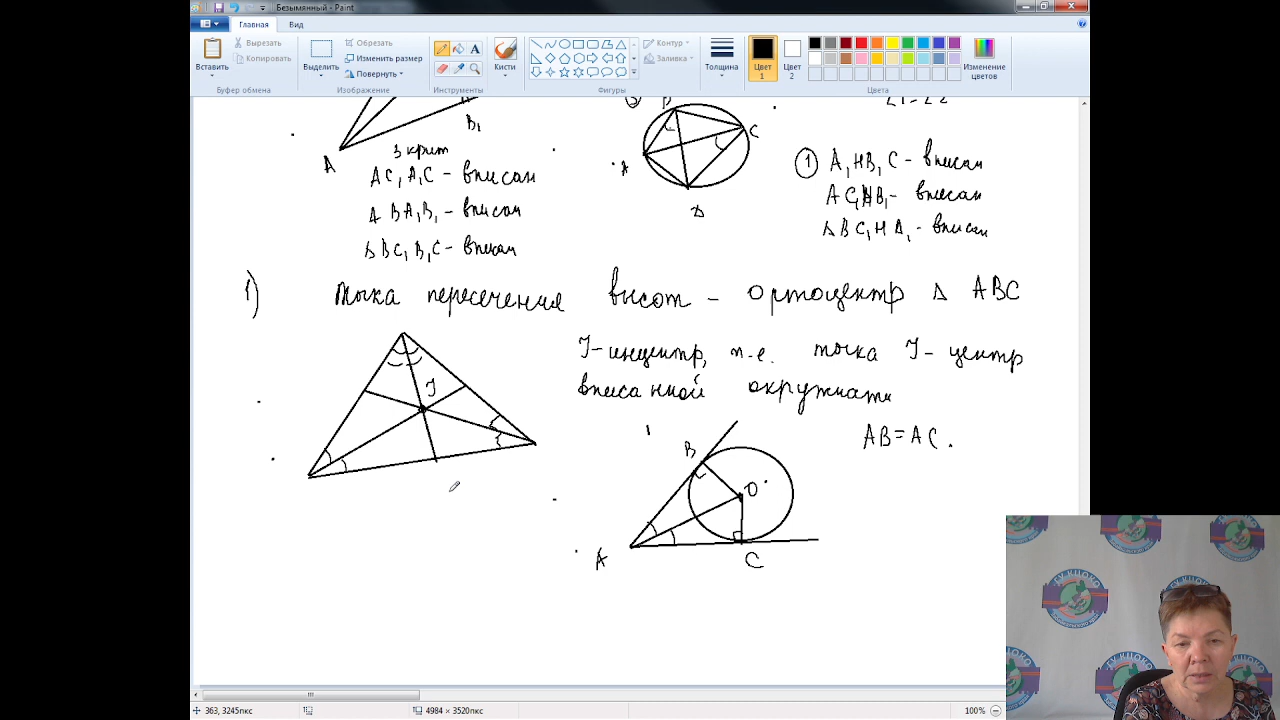 Безымянный - Paint
Главная Вид
Вставить
Вырезать
Копировать
Буфер обмена
Выделить
Обрезать
Изменить размер
Повернуть
Изображение
A
Инструменты
Кисти
Контур
Заливка
Фигуры
Толщина
Цвет 1
Цвет 2
Изменение цветов
Цвета
A
B₁
C
A
D
3 крит
AC₁A₁C - вписан
ABA₁B₁ - вписан
BC₁B₁C - вписан
1 A₁HB₁C - вписан
AC₁HB₁ - вписан
BC₁HA₁ - вписан
1) Точка пересечения высот - ортоцентр Δ ABC
I
I - инцентр, т.е. точка I - центр
вписанной окружности
AB = AC.
B
O
A
C
ГУ КЦОКО
363, 3245пкс
4984 × 3520пкс
100%